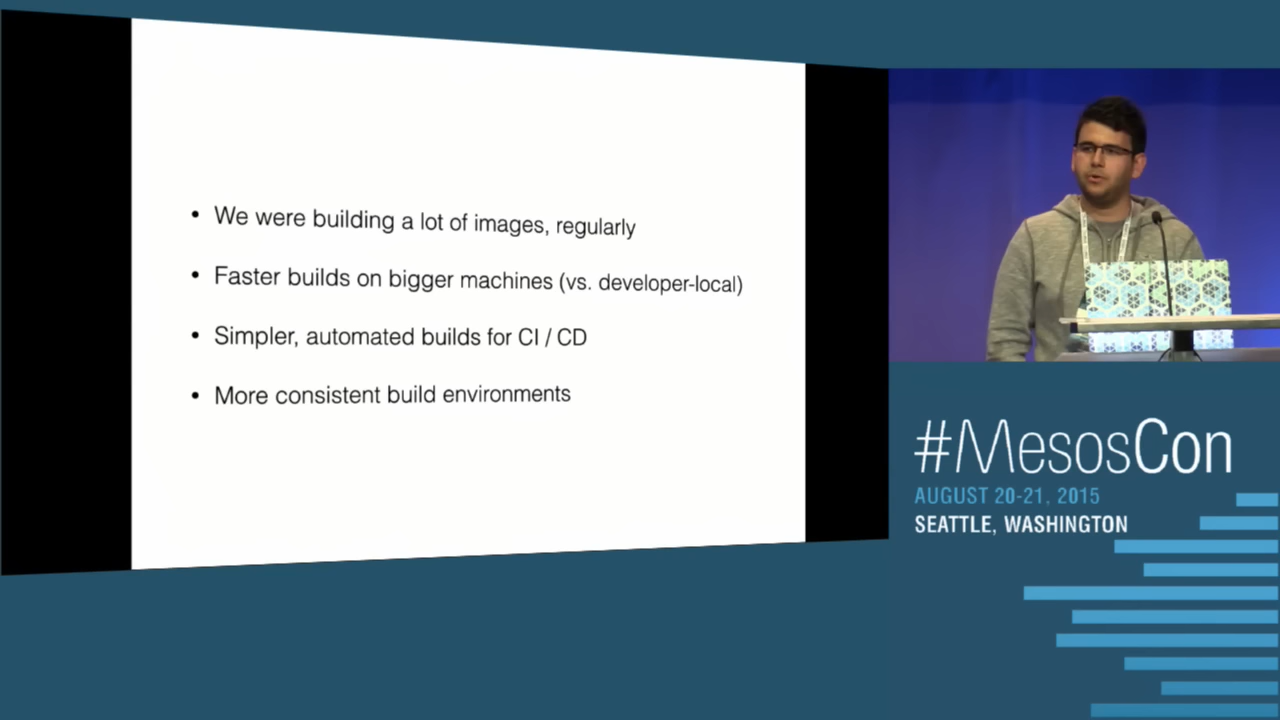 • We were building a lot of images, regularly
• Faster builds on bigger machines (vs. developer-local)
• Simpler, automated builds for CI / CD
• More consistent build environments
#MesosCon
AUGUST 20-21, 2015
SEATTLE, WASHINGTON